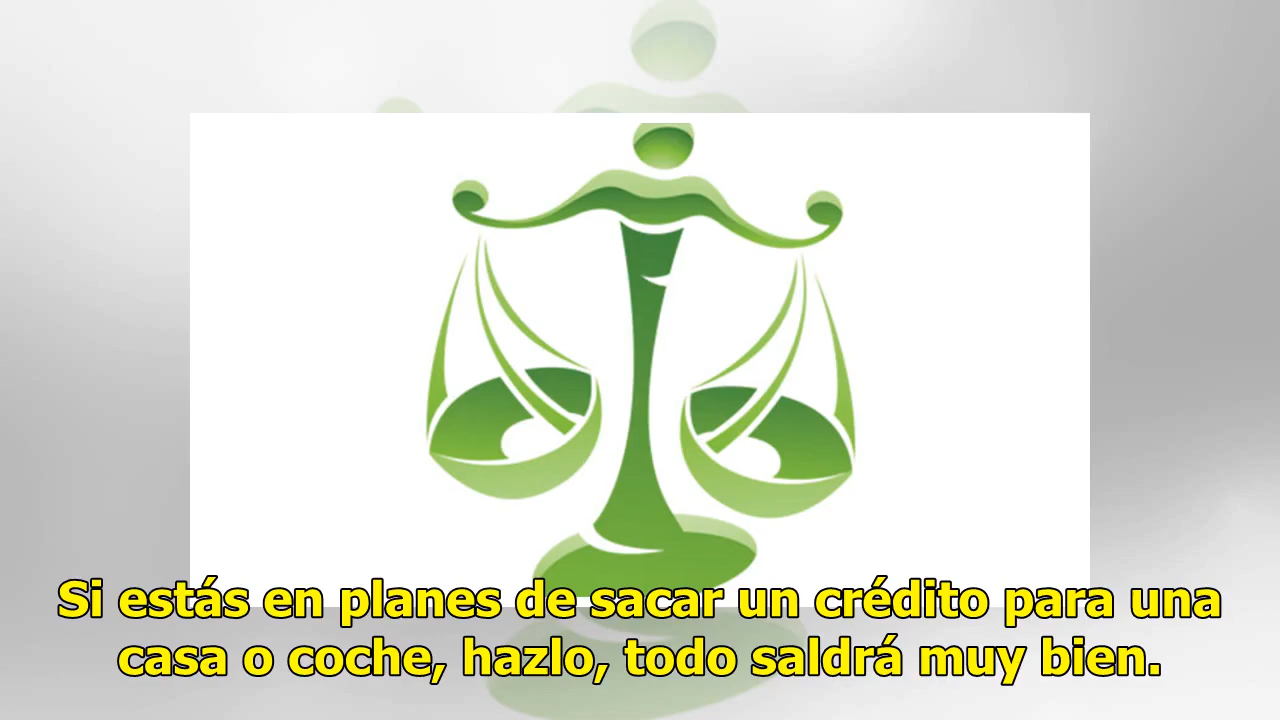 Si estás en planes de sacar un crédito para una
casa o coche, hazlo, todo saldrá muy bien.